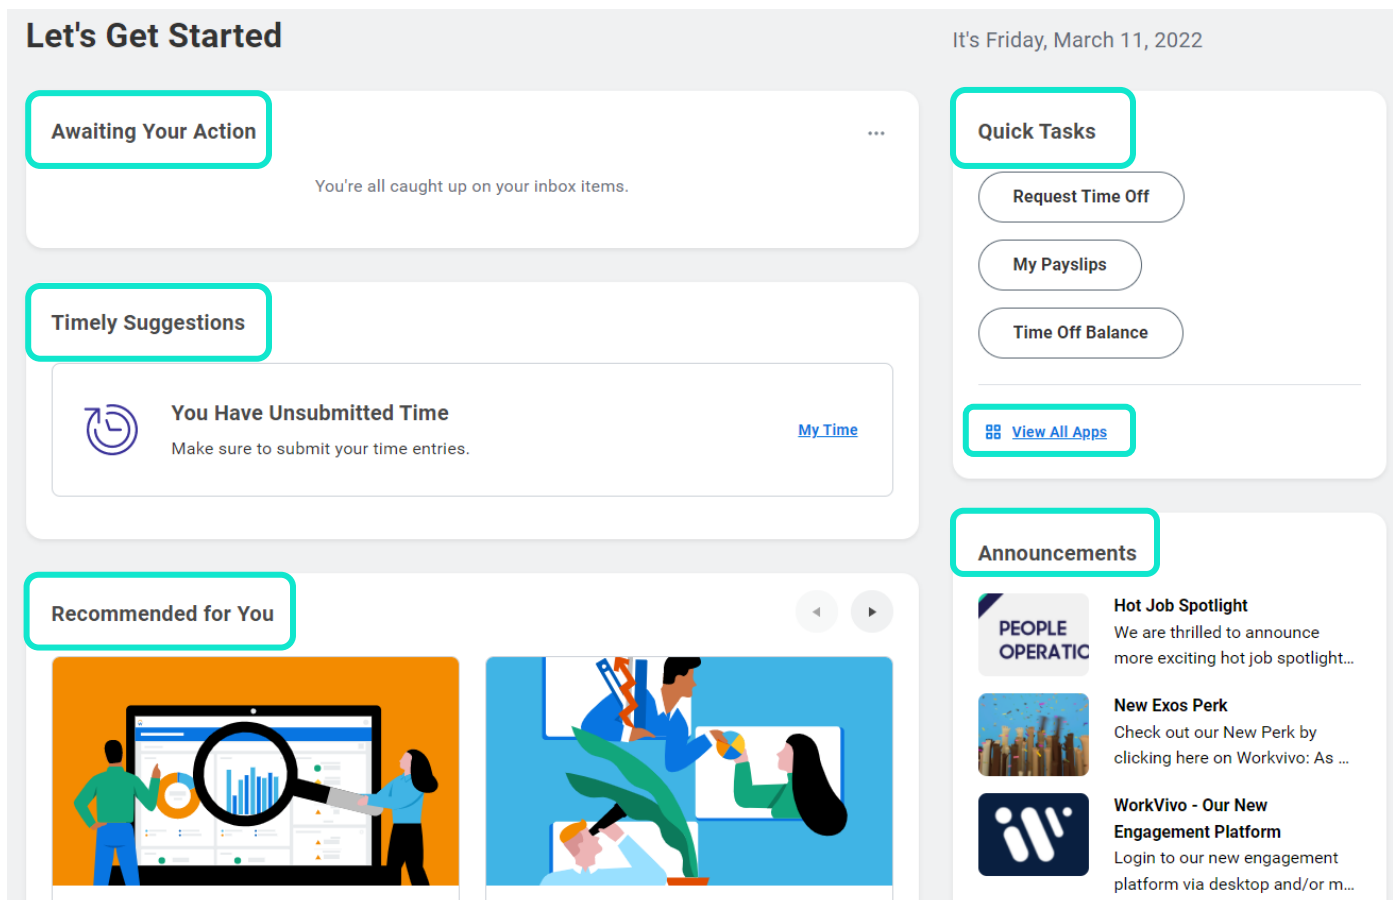 Let's Get Started
It's Friday, March 11, 2022
Awaiting Your Action
You're all caught up on your inbox items.
Timely Suggestions
You Have Unsubmitted Time
Make sure to submit your time entries.
My Time
Recommended for You
Quick Tasks
Request Time Off
My Payslips
Time Off Balance
View All Apps
Announcements
PEOPLE
OPERATIC
Hot Job Spotlight
We are thrilled to announce
more exciting hot job spotlight...
New Exos Perk
Check out our New Perk by
clicking here on Workvivo: As ...
WorkVivo - Our New
Engagement Platform
Login to our new engagement
platform via desktop and/or m...